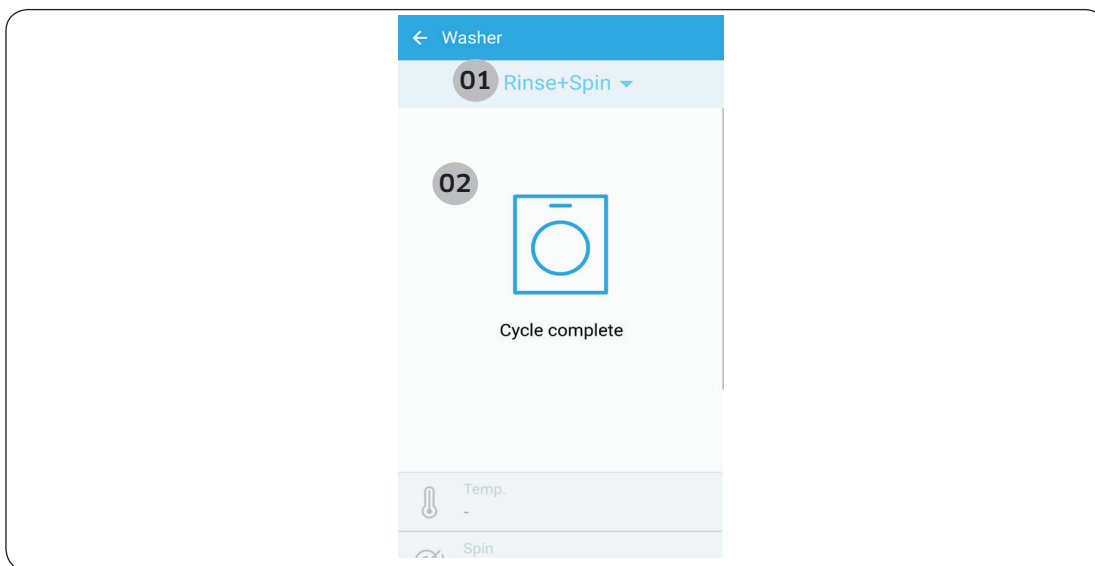 ← Washer
01 Rinse+Spin
02
Cycle complete
Temp.
-
Spin